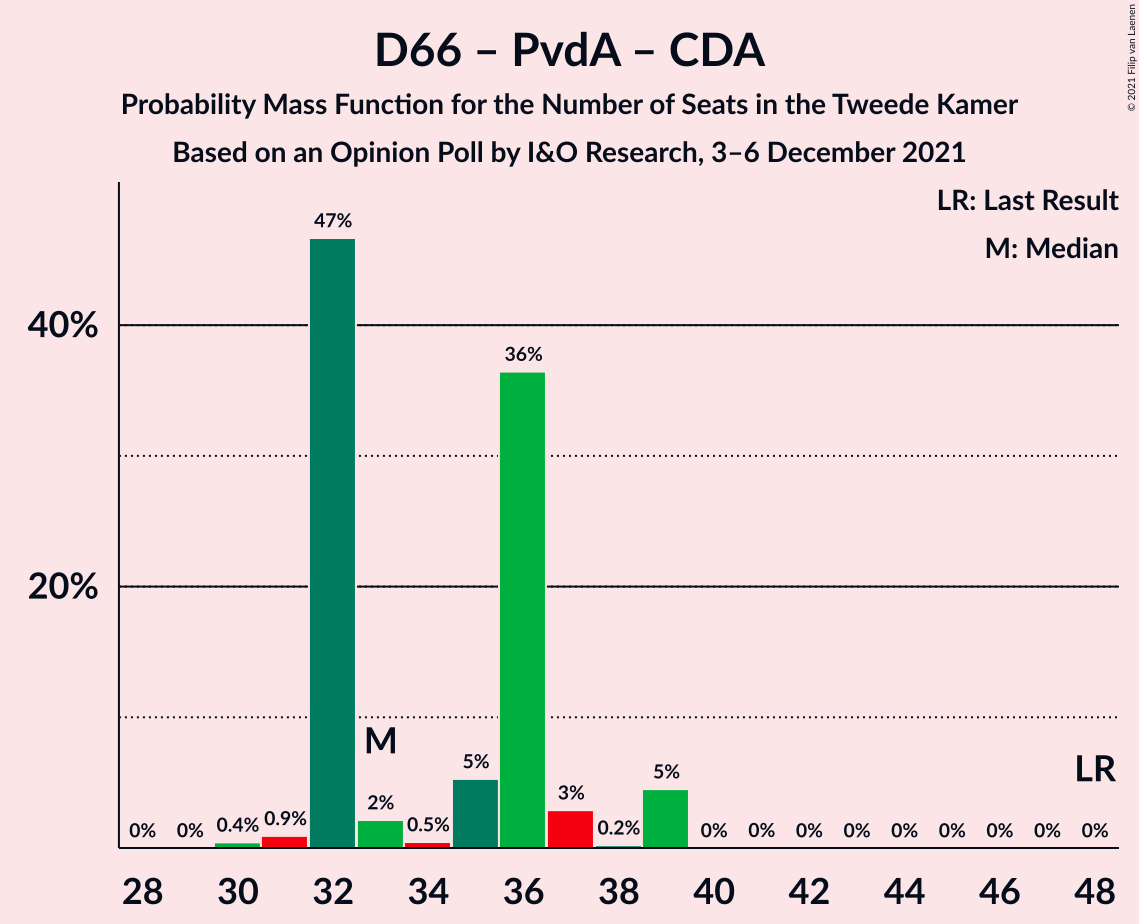 D66 – PvdA – CDA
Probability Mass Function for the Number of Seats in the Tweede Kamer
Based on an Opinion Poll by I&O Research, 3–6 December 2021
© 2021 Filip van Laenen
LR: Last Result
M: Median
47%
40%
36%
20%
M
LR
5%
5%
3%
2%
0.9%
0.4%
0.5%
0.2%
0% 0% 0% 0% 0% 0% 0% 0% 0% 0% 0%
28 30 32 34 36 38 40 42 44 46 48